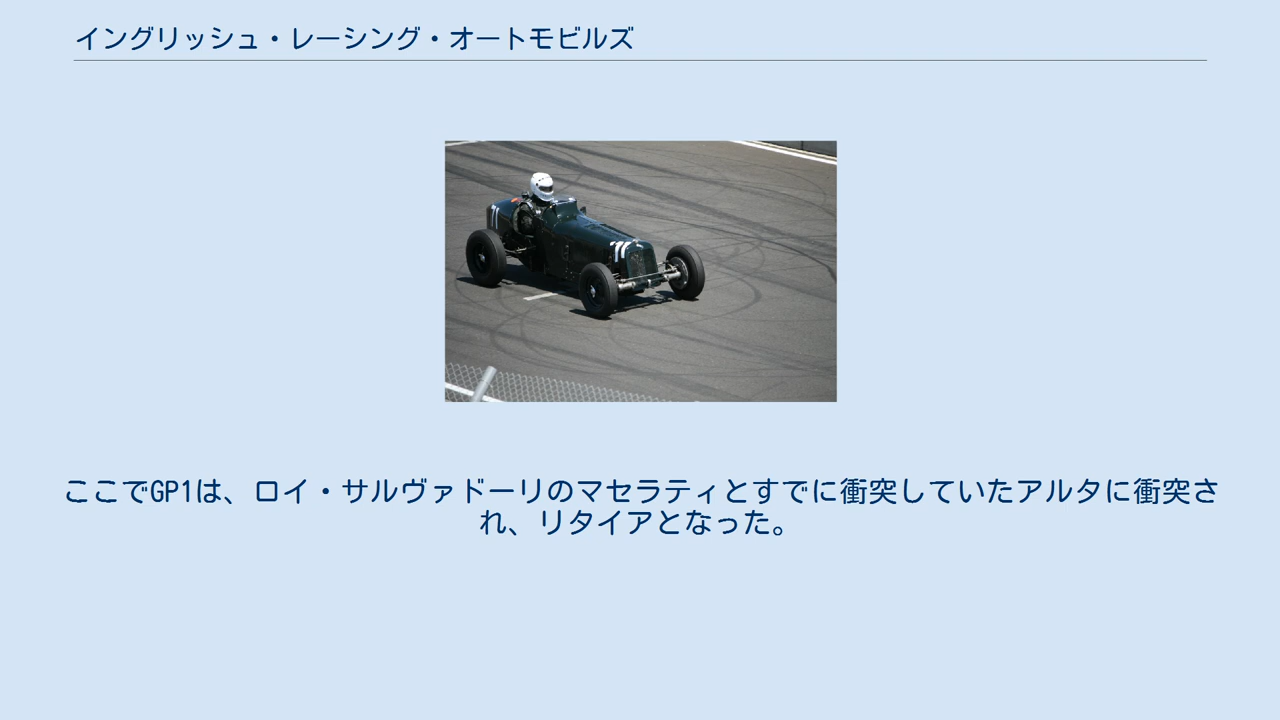 イングリッシュ・レーシング・オートモビルズ
ここでGP1は、ロイ・サルヴァドーリのマセラティとすでに衝突していたアルタに衝突さ
れ、リタイアとなった。